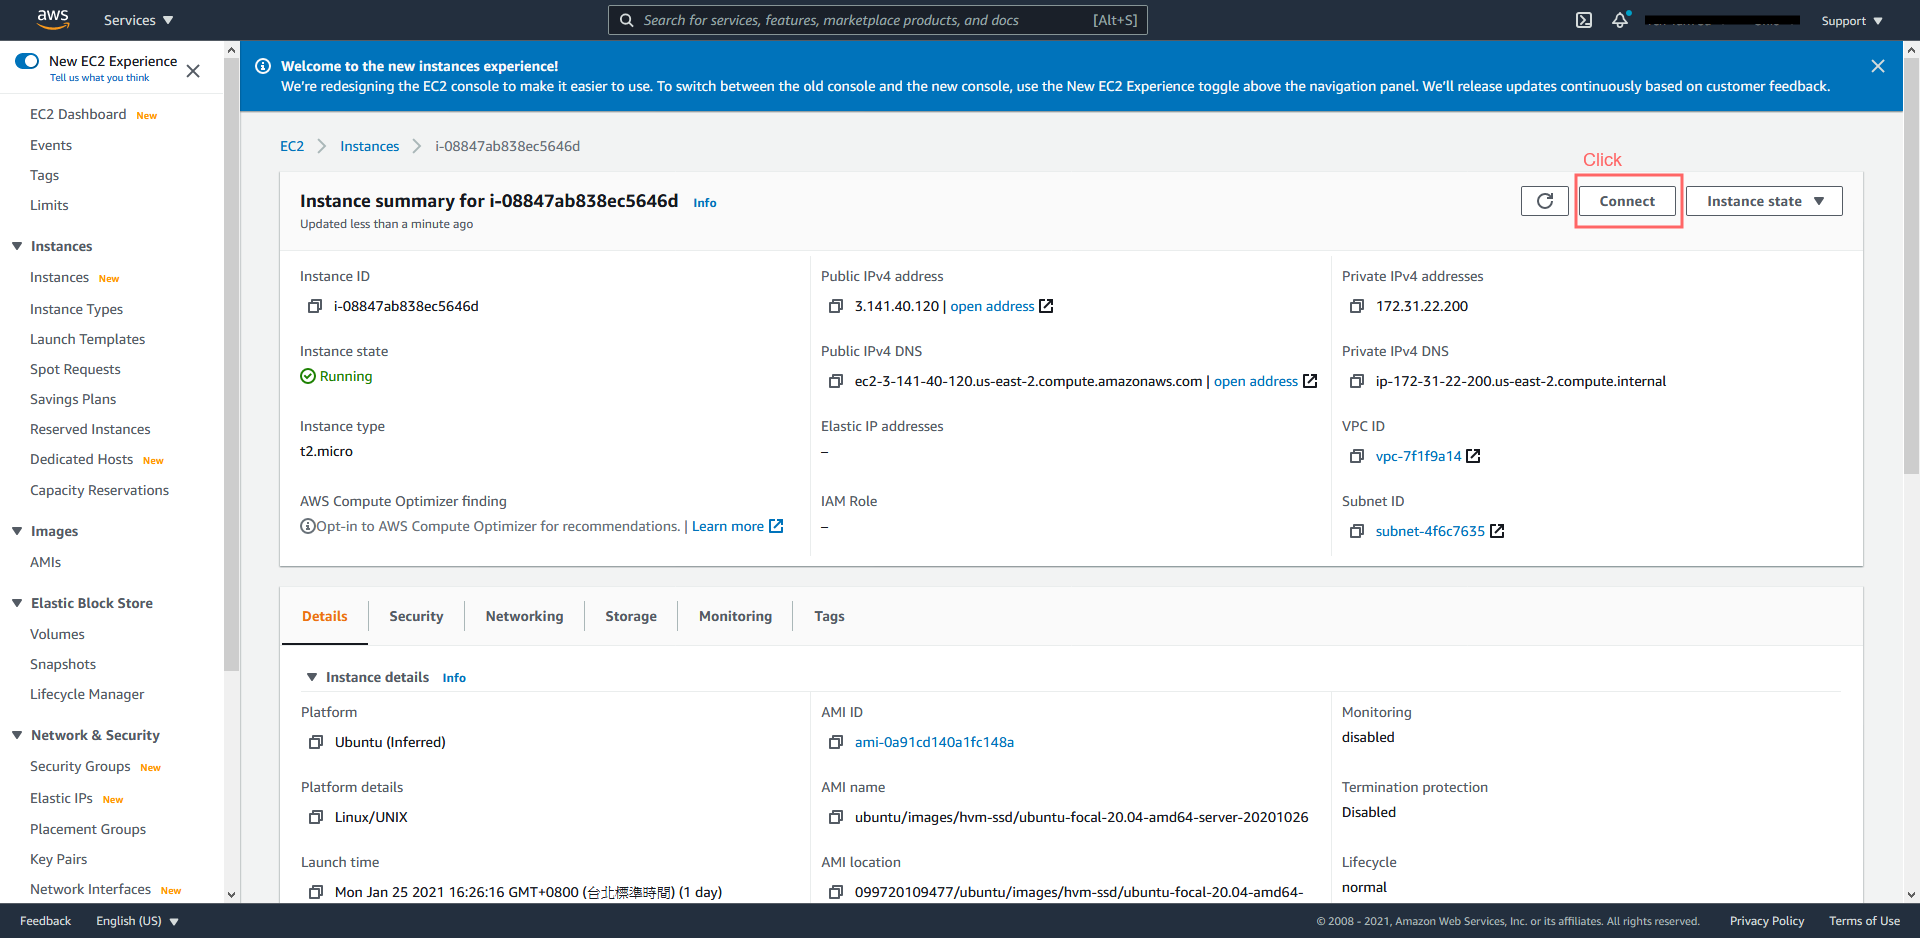 aws Services Search for services, features, marketplace products, and docs [Alt+S] Support
New EC2 Experience
Tell us what you think
EC2 Dashboard New
Events
Tags
Limits
Instances
Instances New
Instance Types
Launch Templates
Spot Requests
Savings Plans
Reserved Instances
Dedicated Hosts New
Capacity Reservations
Images
AMIs
Elastic Block Store
Volumes
Snapshots
Lifecycle Manager
Network & Security
Security Groups New
Elastic IPs New
Placement Groups
Key Pairs
Network Interfaces New
Welcome to the new instances experience!
We're redesigning the EC2 console to make it easier to use. To switch between the old console and the new console, use the New EC2 Experience toggle above the navigation panel. We'll release updates continuously based on customer feedback.
EC2 Instances i-08847ab838ec5646d
Click
Instance summary for i-08847ab838ec5646d Info
Connect Instance state
Updated less than a minute ago
Instance ID
i-08847ab838ec5646d
Public IPv4 address
3.141.40.120 | open address
Private IPv4 addresses
172.31.22.200
Instance state
Running
Public IPv4 DNS
ec2-3-141-40-120.us-east-2.compute.amazonaws.com | open address
Private IPv4 DNS
ip-172-31-22-200.us-east-2.compute.internal
Instance type
t2.micro
Elastic IP addresses
–
VPC ID
vpc-7f1f9a14
AWS Compute Optimizer finding
Opt-in to AWS Compute Optimizer for recommendations. | Learn more
IAM Role
–
Subnet ID
subnet-4f6c7635
Details Security Networking Storage Monitoring Tags
Instance details Info
Platform
Ubuntu (Inferred)
AMI ID
ami-0a91cd140a1fc148a
Monitoring
disabled
Platform details
Linux/UNIX
AMI name
ubuntu/images/hvm-ssd/ubuntu-focal-20.04-amd64-server-20201026
Termination protection
Disabled
Launch time
Mon Jan 25 2021 16:26:16 GMT+0800 (台北標準時間) (1 day)
AMI location
099720109477/ubuntu/images/hvm-ssd/ubuntu-focal-20.04-amd64-
Lifecycle
normal
Feedback English (US) © 2008 - 2021, Amazon Web Services, Inc. or its affiliates. All rights reserved. Privacy Policy Terms of Use